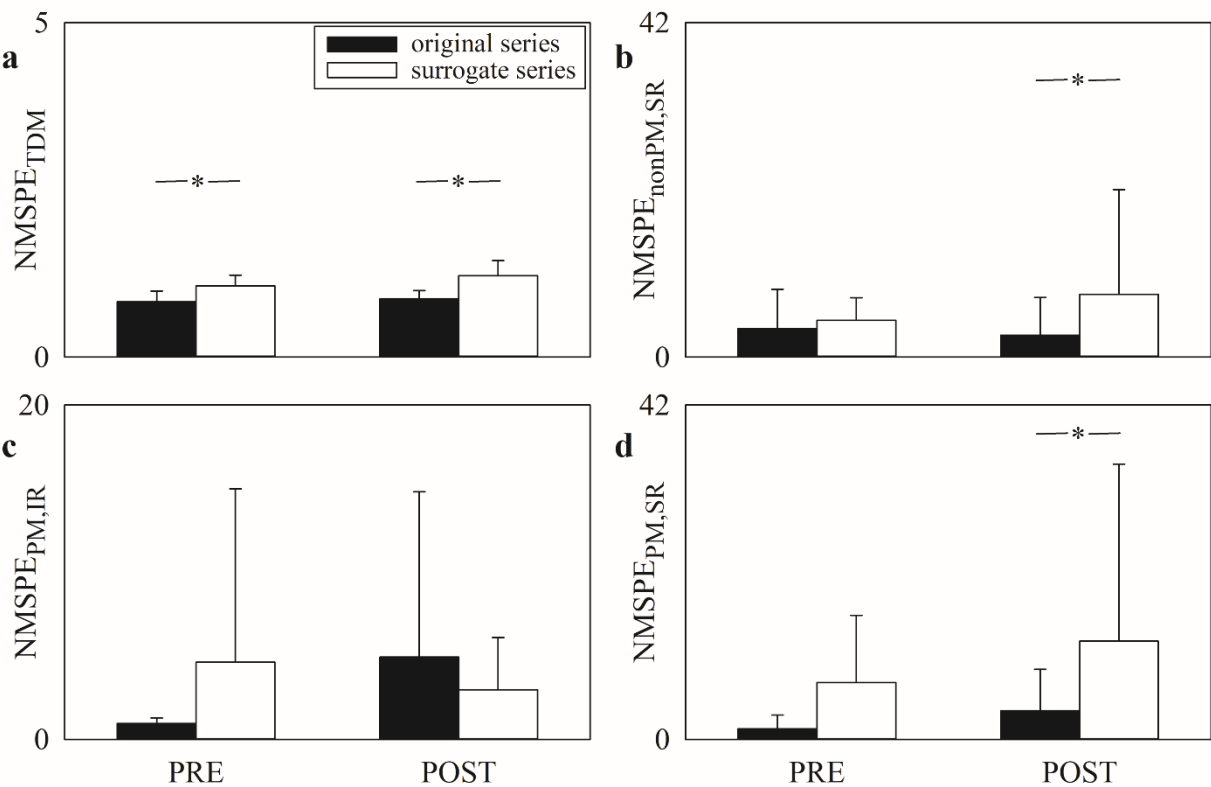 a
5
NMSPE_TDM
0
original series
surrogate series
*
*
b
42
NMSPE_nonPM,SR
0
*
c
20
NMSPE_PM,IR
0
PRE
POST
d
42
NMSPE_PM,SR
0
*
PRE
POST